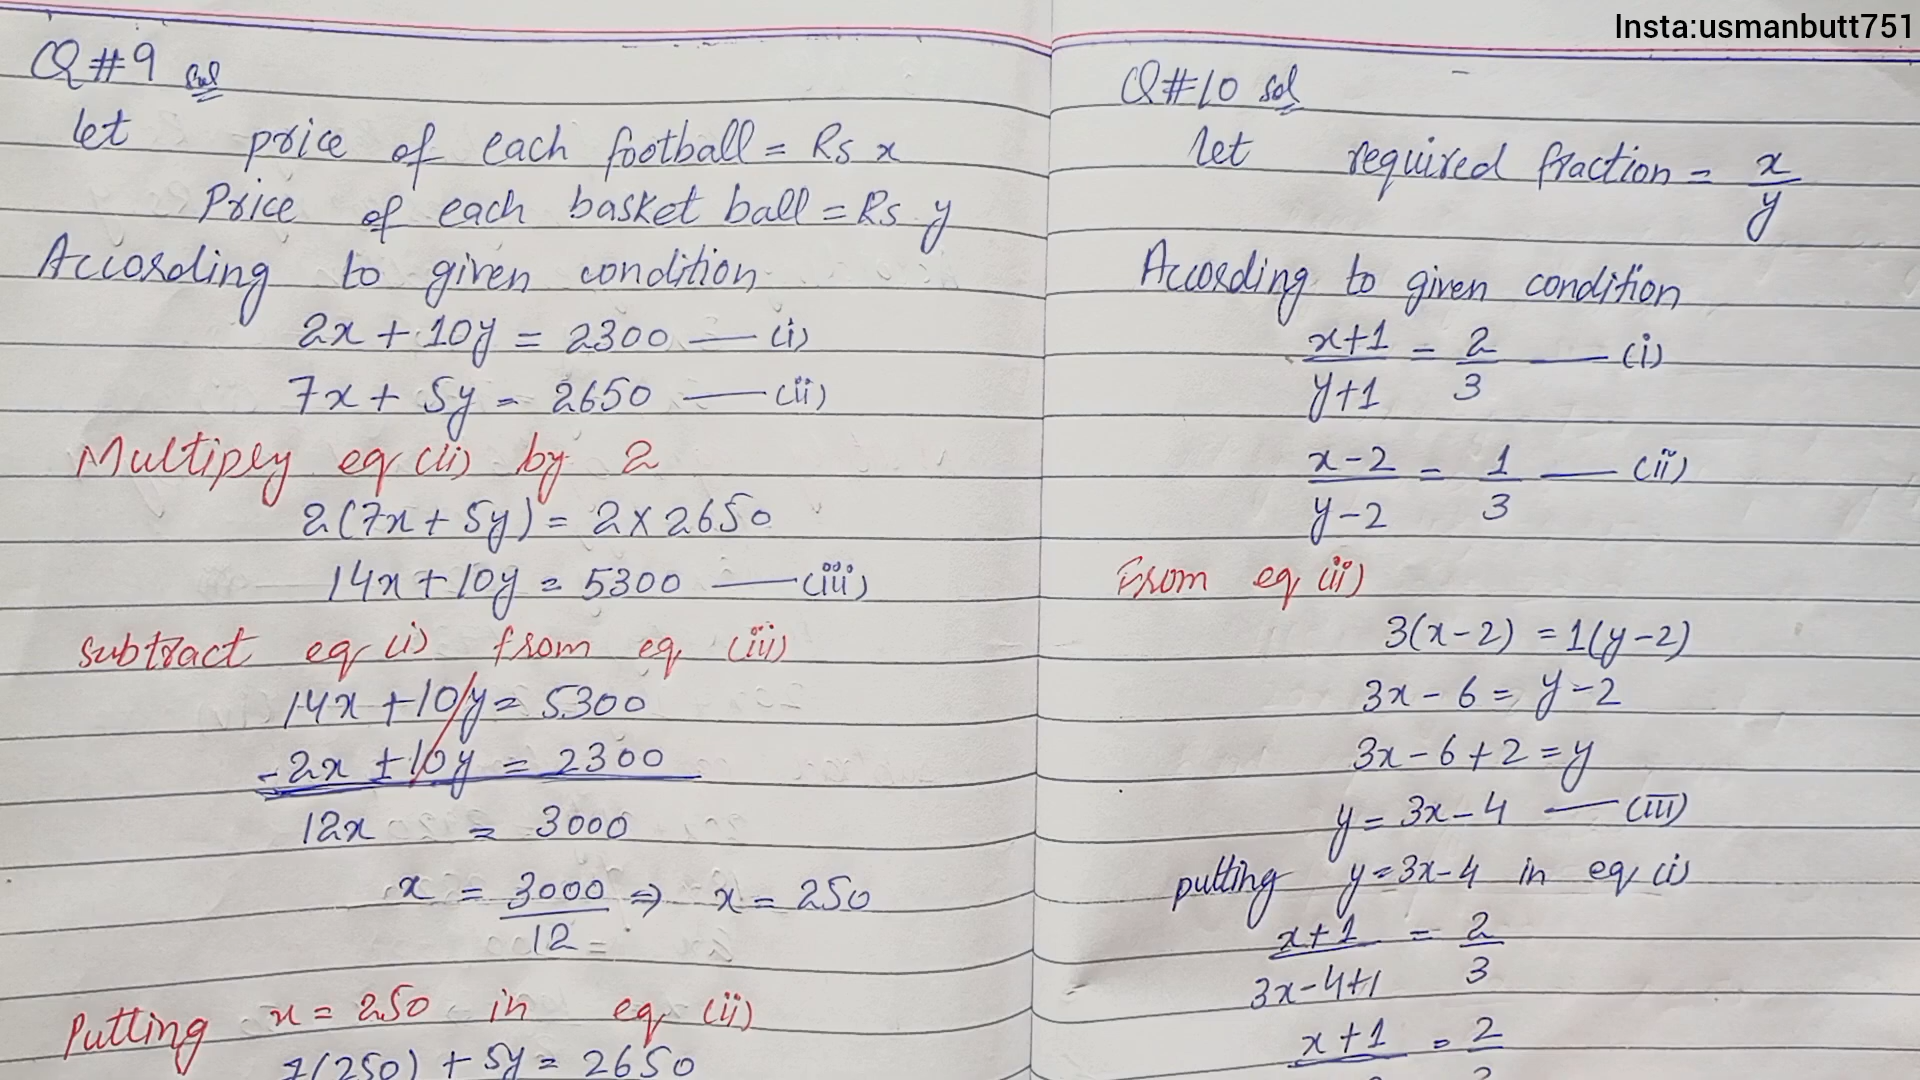 Insta:usmanbutt751
Q#9 Sol
let price of each football = Rs x
Price of each basket ball = Rs y
According to given condition
2x + 10y = 2300 — (i)
7x + 5y = 2650 — (ii)
Multiply eq (ii) by 2
2(7x + 5y) = 2 × 2650
14x + 10y = 5300 — (iii)
subtract eq (i) from eq (iii)
14x + 10y = 5300
-2x ± 10y = 2300
12x = 3000
x = 3000/12 ⇒ x = 250
Putting x = 250 in eq (ii)
7(250) + 5y = 2650
Q#10 Sol
let required fraction = x/y
According to given condition
x+1/y+1 = 2/3 — (i)
x-2/y-2 = 1/3 — (ii)
From eq (ii)
3(x-2) = 1(y-2)
3x - 6 = y - 2
3x - 6 + 2 = y
y = 3x - 4 — (iii)
putting y = 3x - 4 in eq (i)
x+1/3x-4+1 = 2/3
x+1 = 2